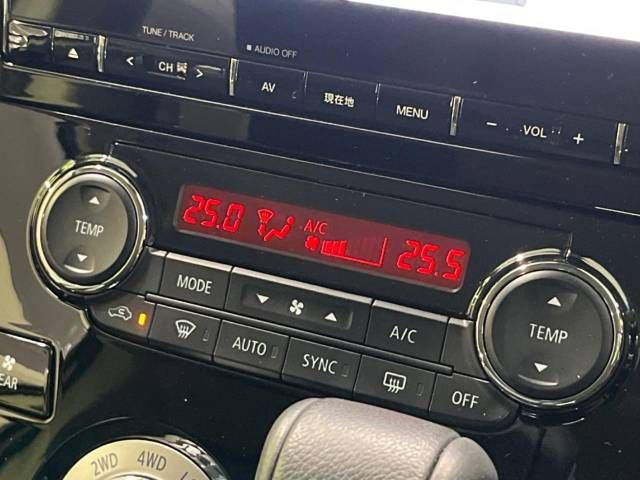 TUNE / TRACK
AUDIO OFF
CH
AV
現在地
MENU
− VOL +
TEMP
25.0
A/C
25.5
TEMP
MODE
A/C
AUTO
SYNC
OFF
EAR
2WD 4WD